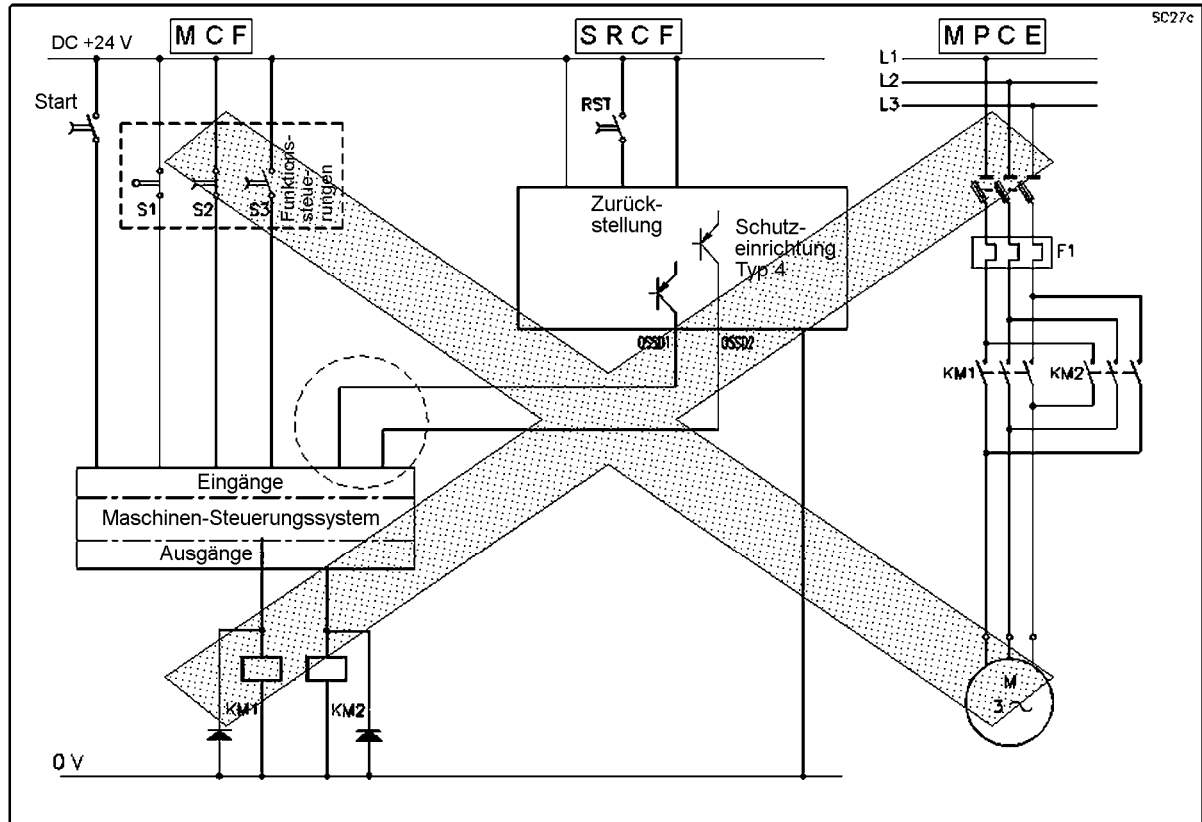 SC27c
M C F
S R C F
M P C E
DC +24 V
L1
L2
L3
Start
RST
S1
S2
S3
Funktions-
steue-
rungen
Zurück-
stellung
Schutz-
einrichtung
Typ 4
F1
OSSD1
OSSD2
KM1
KM2
Eingänge
Maschinen-Steuerungssystem
Ausgänge
KM1
KM2
M
3 ~
0 V